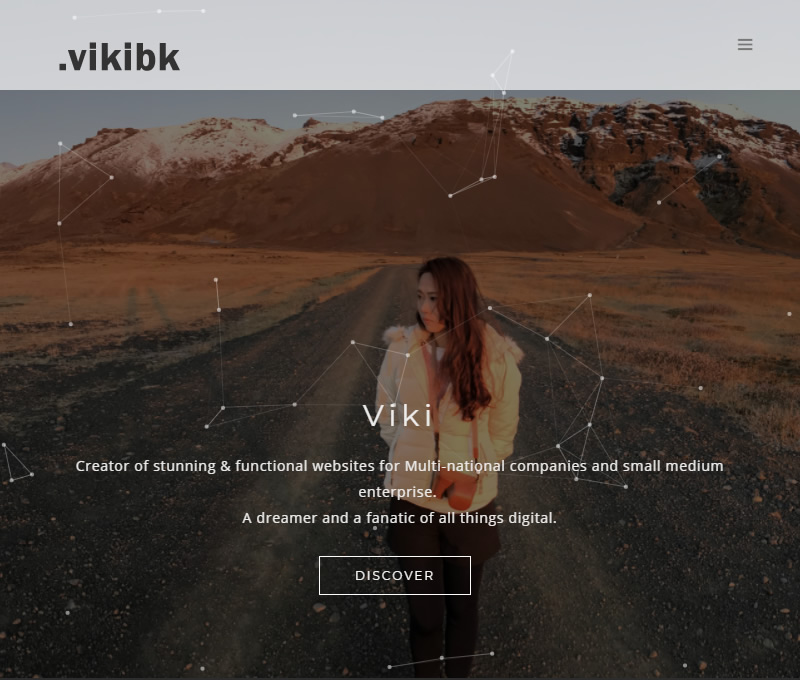 .vikibk
Viki
Creator of stunning & functional websites for Multi-national companies and small medium
enterprise.
A dreamer and a fanatic of all things digital.
DISCOVER